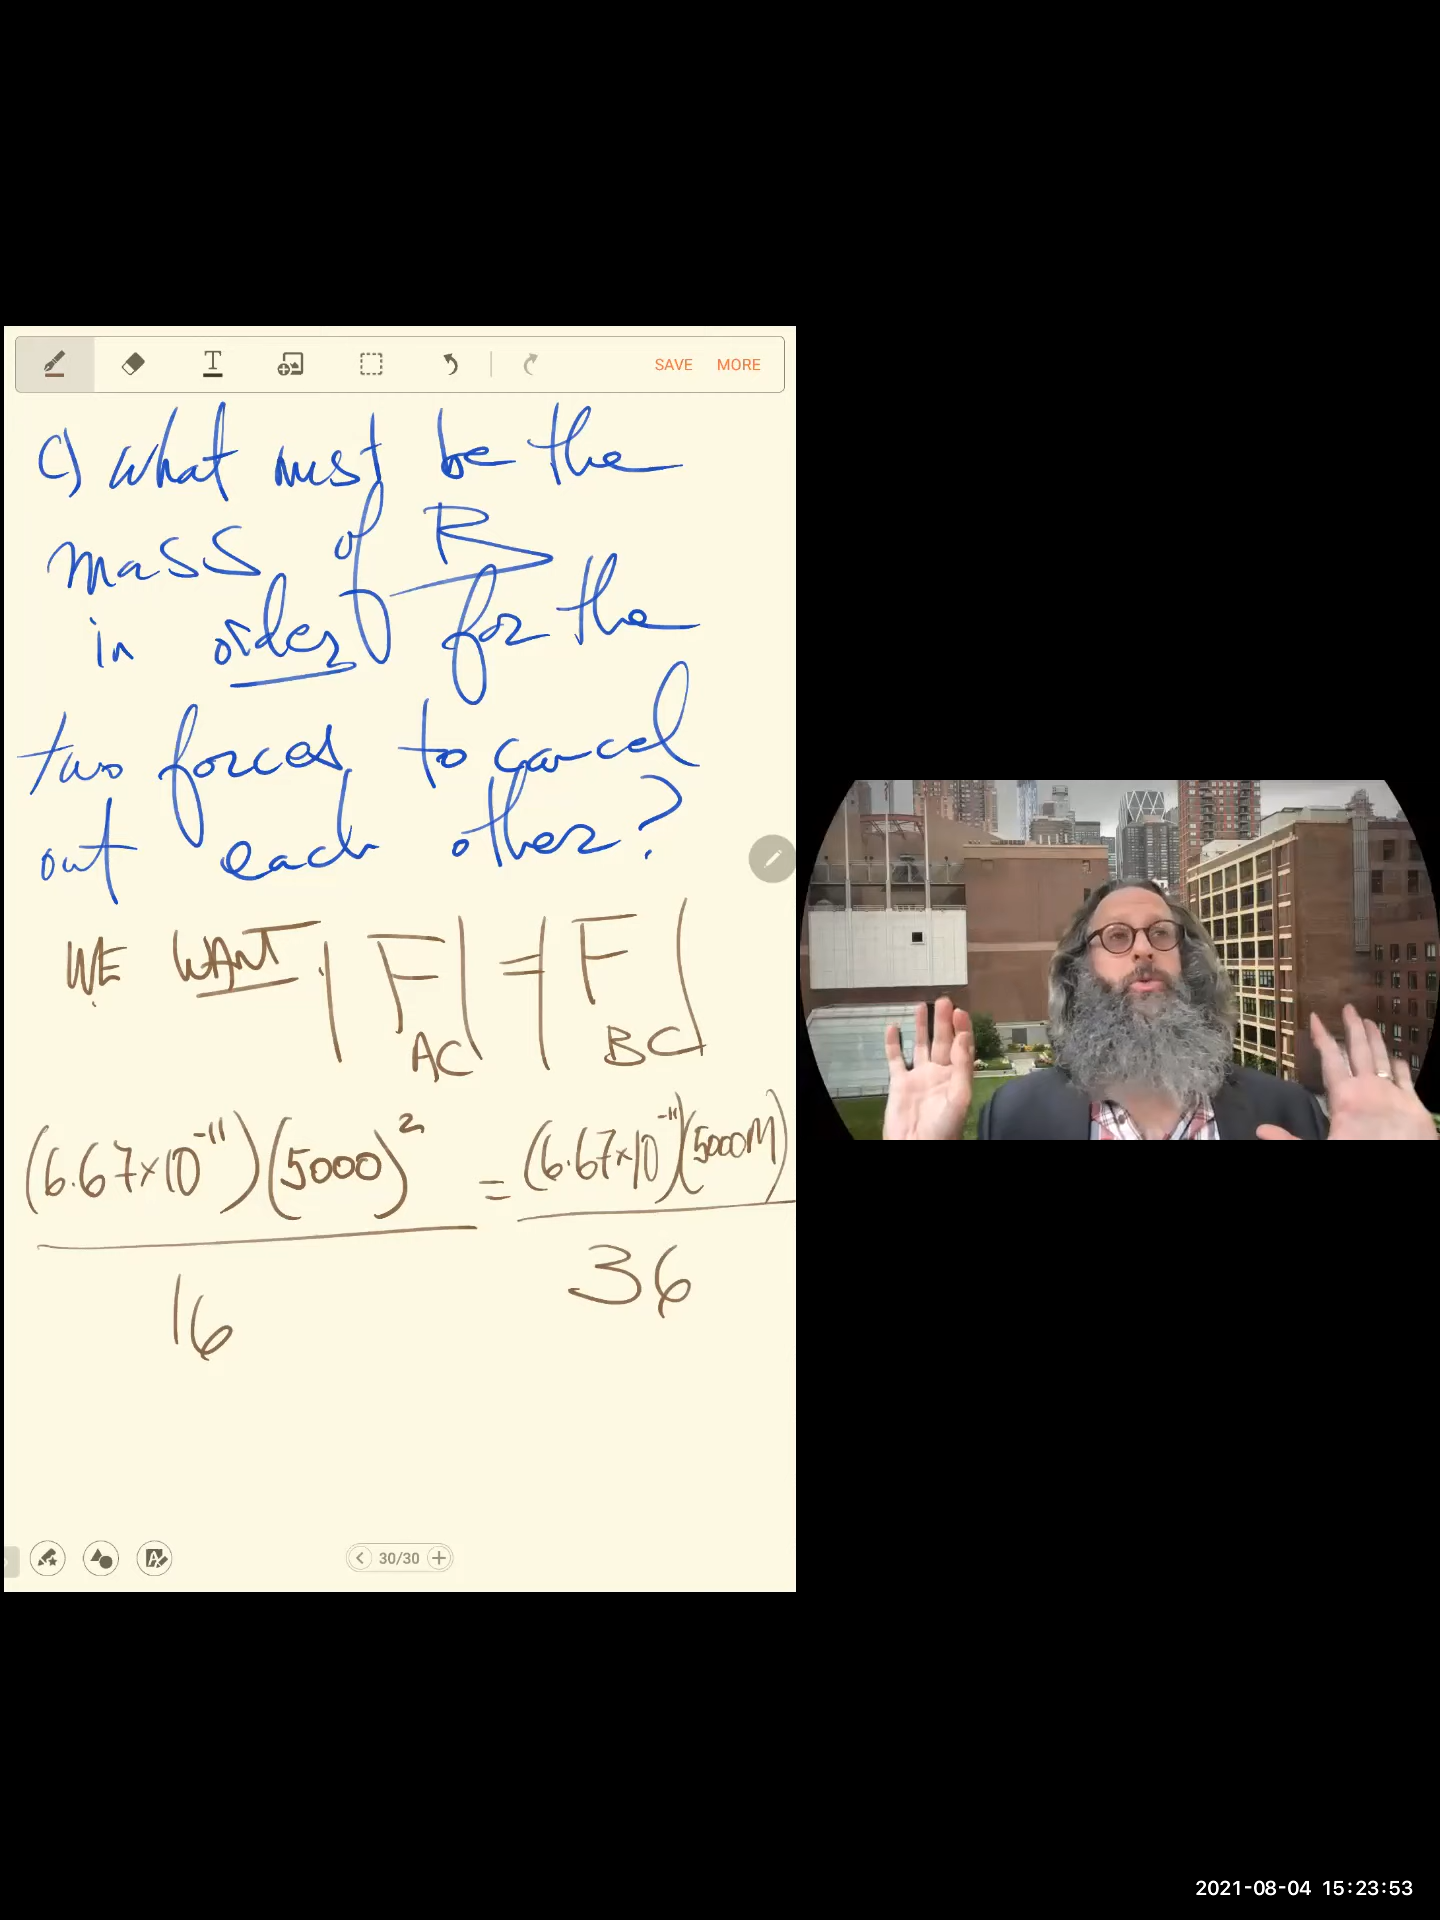 T SAVE MORE
c) what must be the
mass of B
in order for the
two forces to cancel
out each other?
WE WANT |F_AC| = |F_BC|
(6.67×10⁻¹¹)(5000)² = (6.67×10⁻¹¹)(5000M)
16 36
A 30/30
2021-08-04 15:23:53